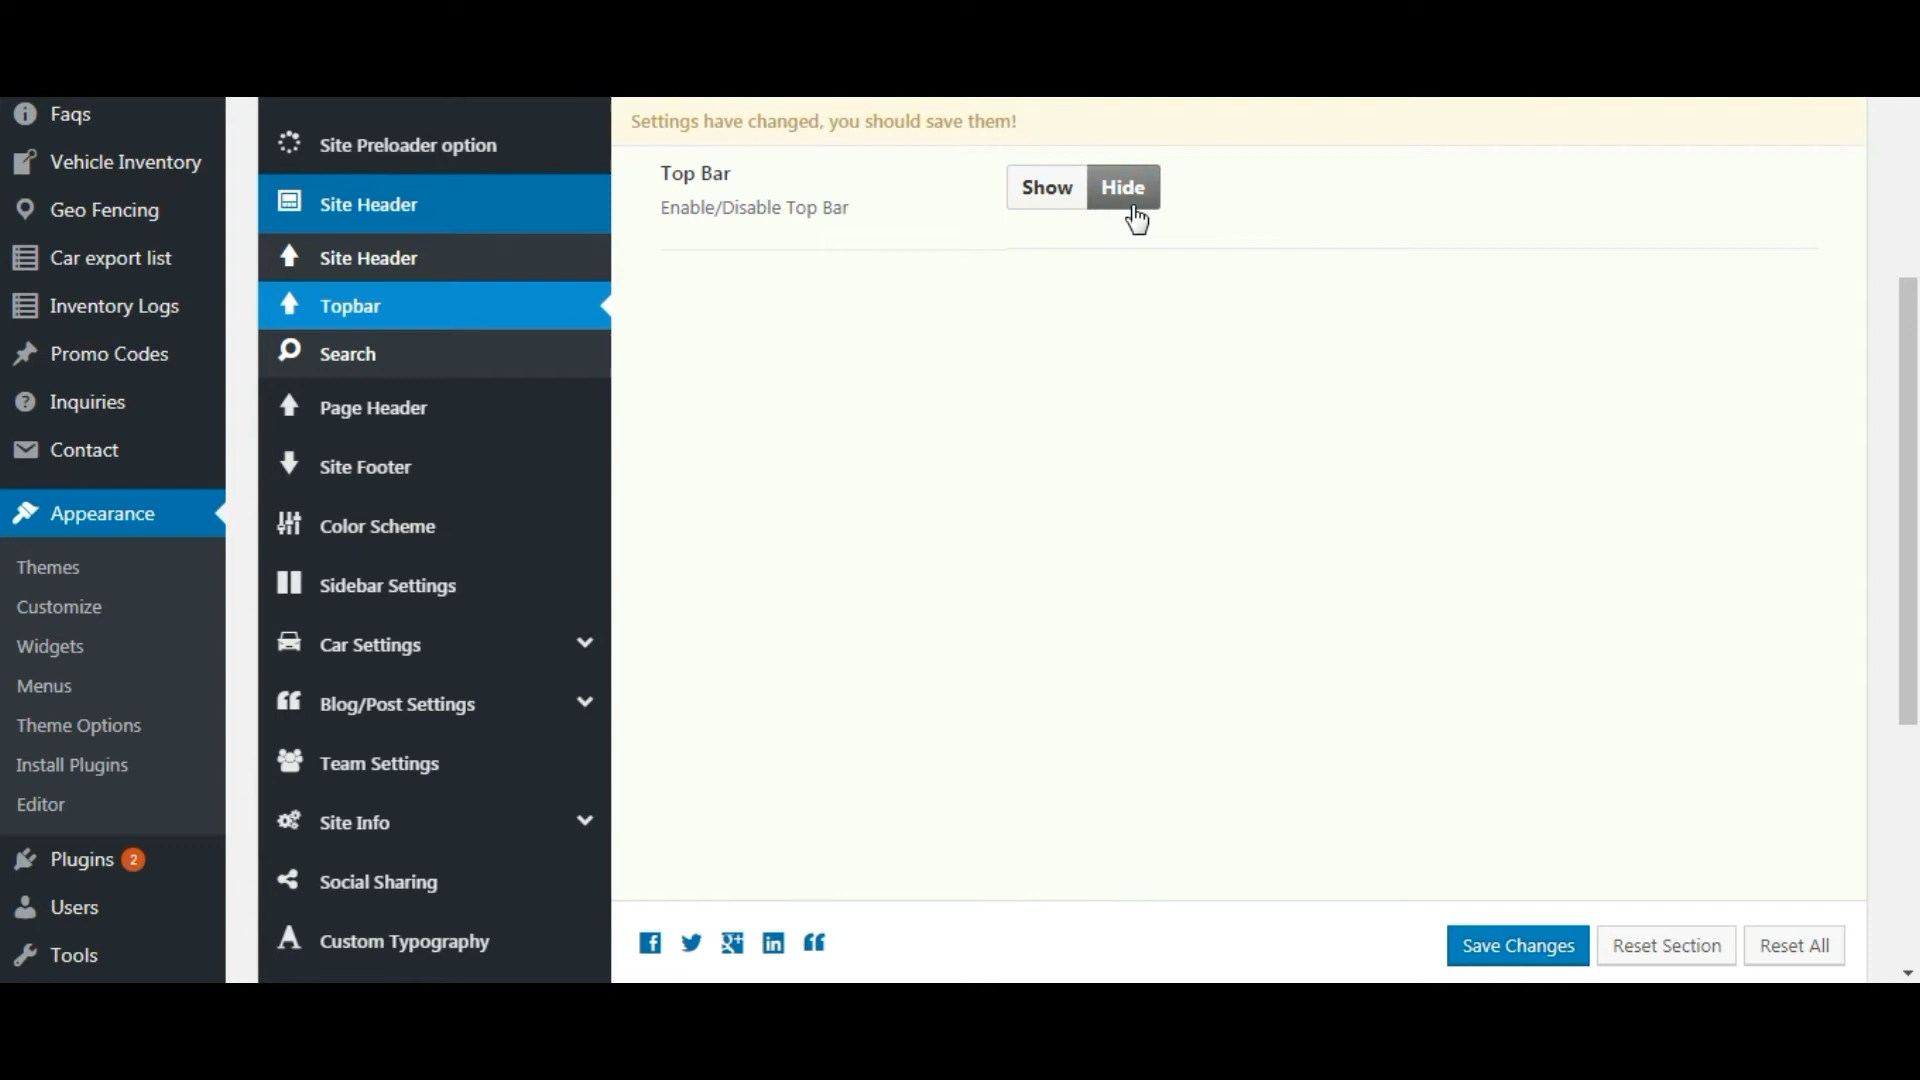 Faqs
Vehicle Inventory
Geo Fencing
Car export list
Inventory Logs
Promo Codes
Inquiries
Contact
Appearance
Themes
Customize
Widgets
Menus
Theme Options
Install Plugins
Editor
Plugins 2
Users
Tools
Site Preloader option
Site Header
Site Header
Topbar
Search
Page Header
Site Footer
Color Scheme
Sidebar Settings
Car Settings
Blog/Post Settings
Team Settings
Site Info
Social Sharing
Custom Typography
Settings have changed, you should save them!
Top Bar
Enable/Disable Top Bar
Show Hide
Save Changes Reset Section Reset All